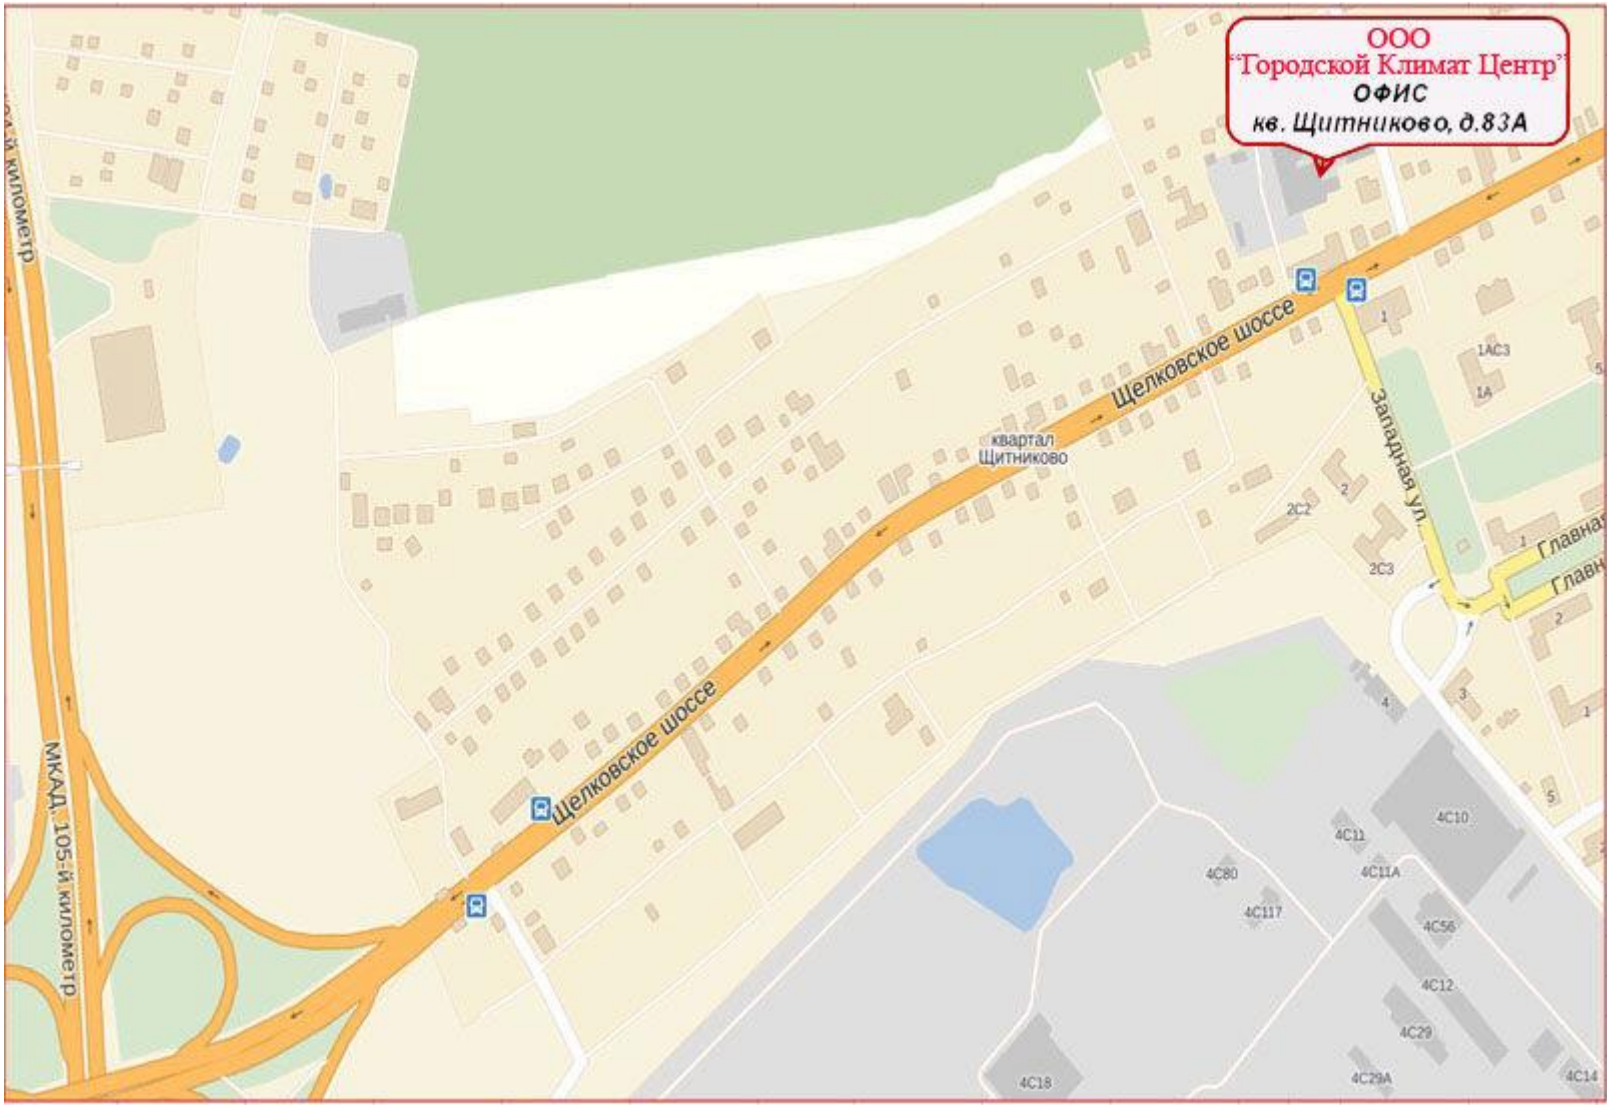 ООО
“Городской Климат Центр”
ОФИС
кв. Щитниково, д.83А
километр
Щелковское шоссе
1
1АС3
1А
5
Западная ул.
квартал
Щитниково
2
2С2
2С3
1
Главная
Главн
2
Щелковское шоссе
3
4
1
МКАД, 105-й километр
5
4С10
4С11
4С11А
4С80
4С117
4С56
4С12
4С29
4С18
4С29А
4С14